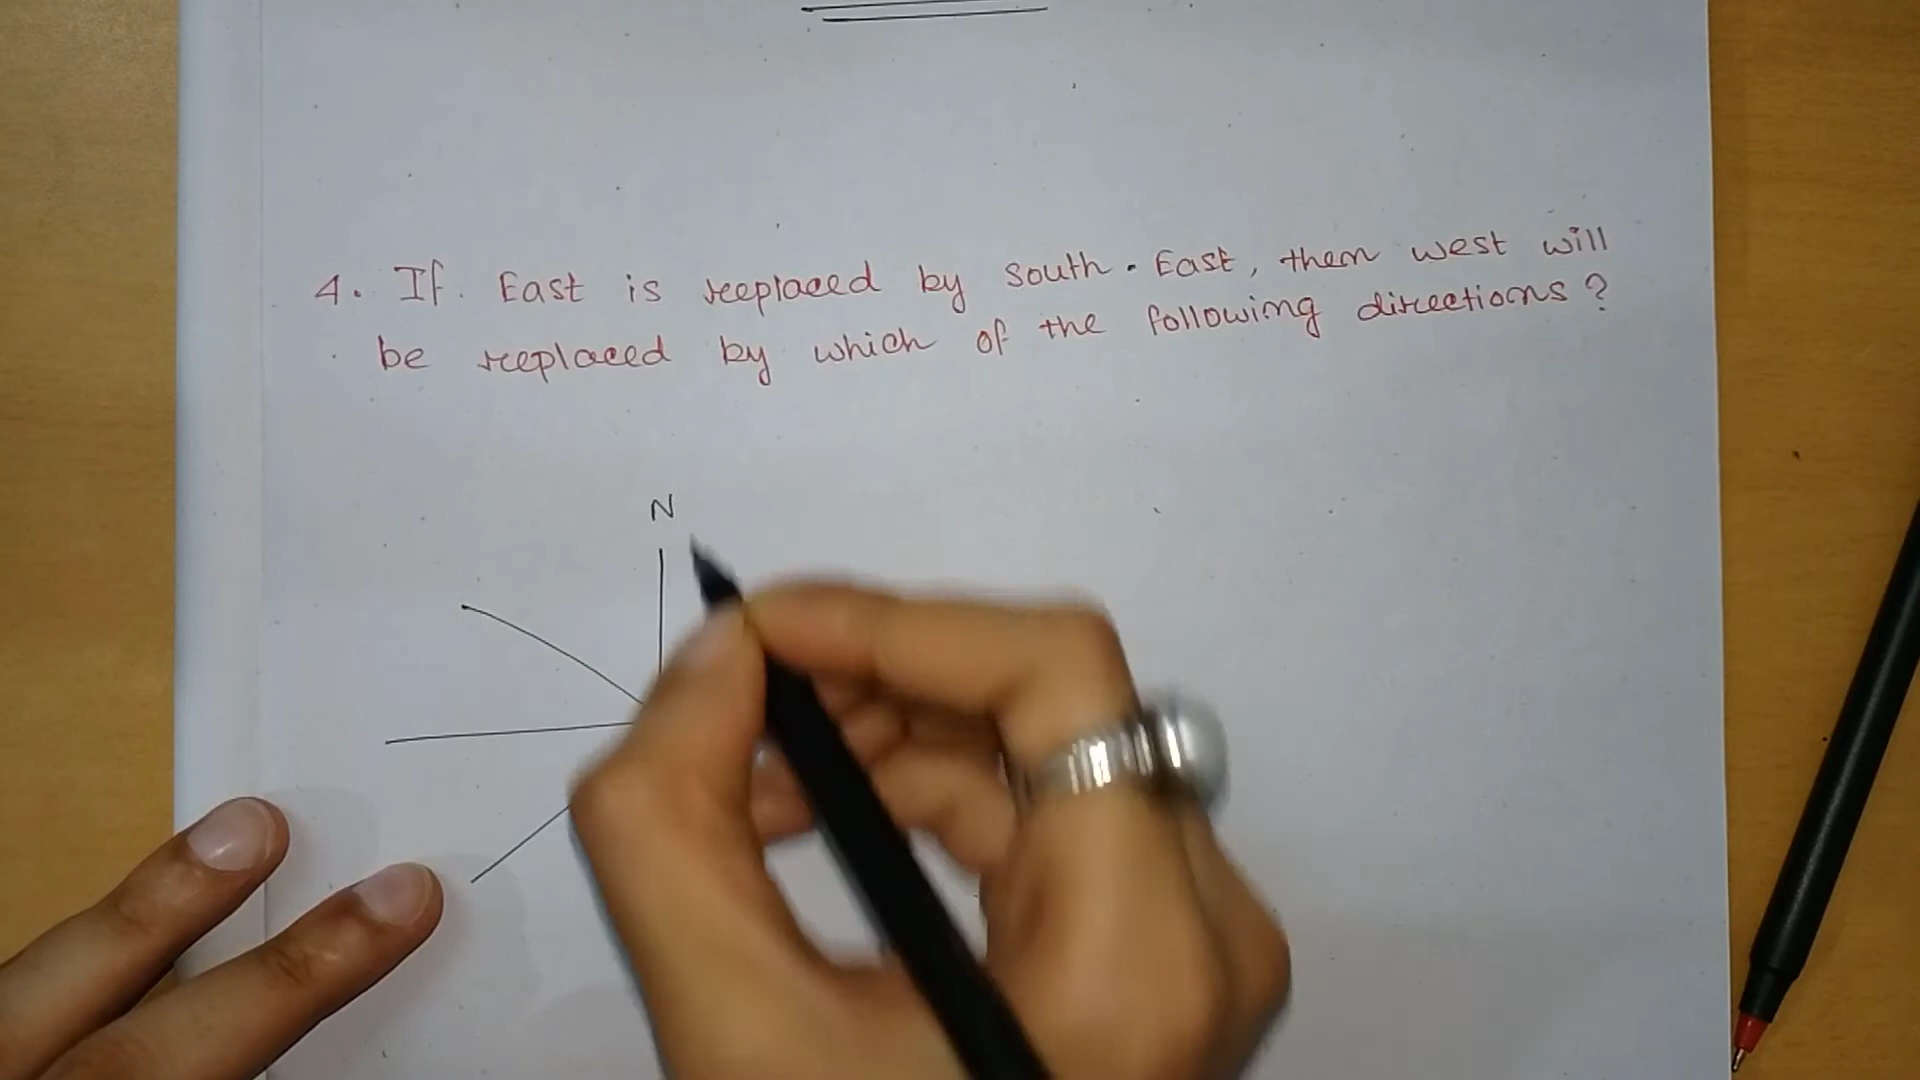 4. If East is replaced by South-East, then west will
be replaced by which of the following directions?
N